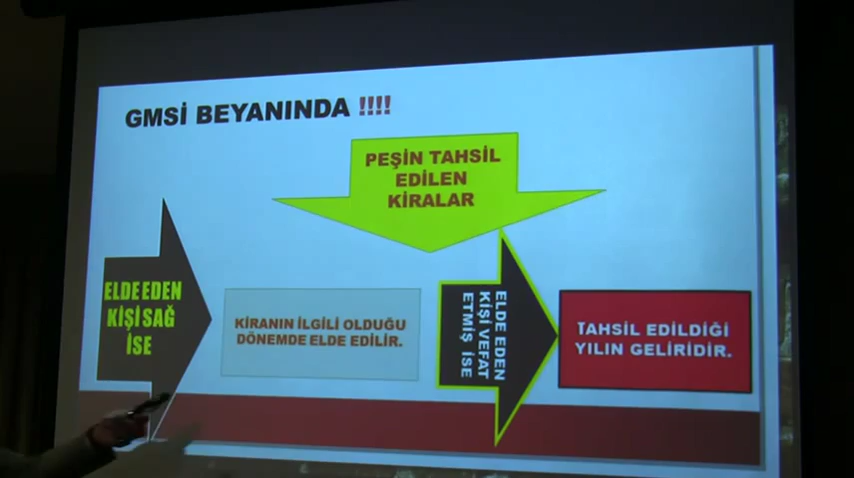 GMSİ BEYANINDA !!!!
PEŞİN TAHSİL
EDİLEN
KİRALAR
ELDE EDEN
KİŞİ SAĞ
İSE
KİRANIN İLGİLİ OLDUĞU
DÖNEMDE ELDE EDİLİR.
ELDE EDEN
KİŞİ VEFAT
ETMİŞ İSE
TAHSİL EDİLDİĞİ
YILIN GELİRİDİR.